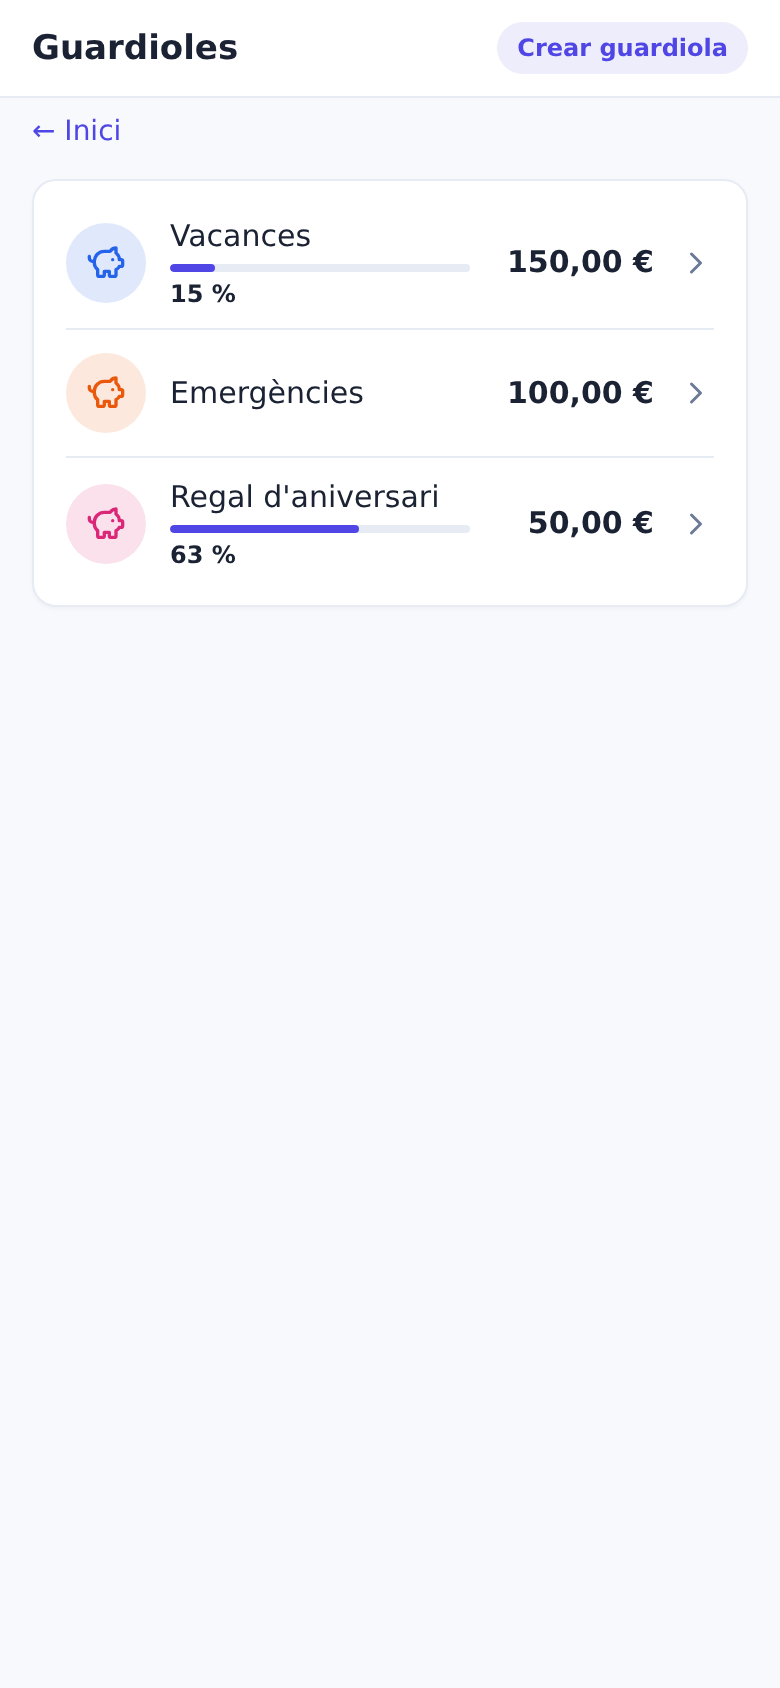 Guardioles
Crear guardiola
← Inici
Vacances
15 %
150,00 €
Emergències
100,00 €
Regal d'aniversari
63 %
50,00 €